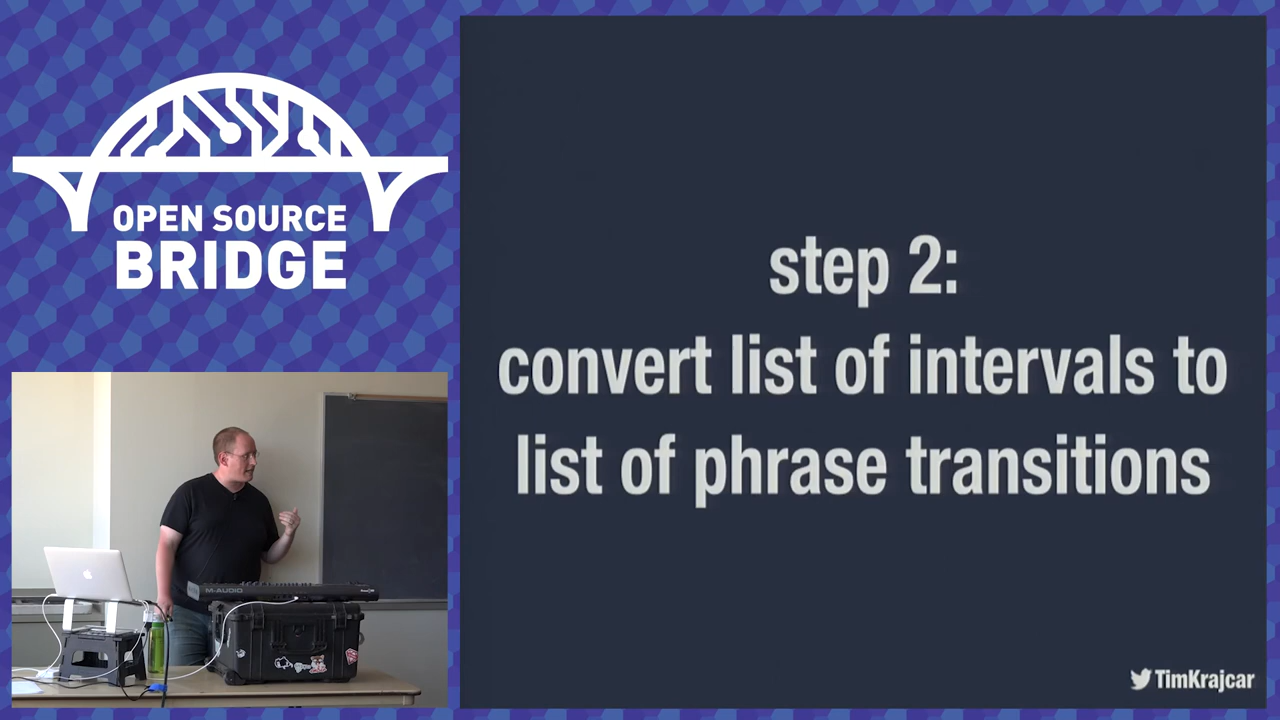 OPEN SOURCE
BRIDGE
step 2:
convert list of intervals to
list of phrase transitions
M-AUDIO
TimKrajcar